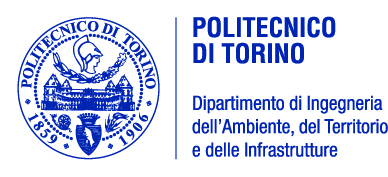 POLITECNICO DI TORINO
1859
1906
POLITECNICO
DI TORINO
Dipartimento di Ingegneria
dell'Ambiente, del Territorio
e delle Infrastrutture